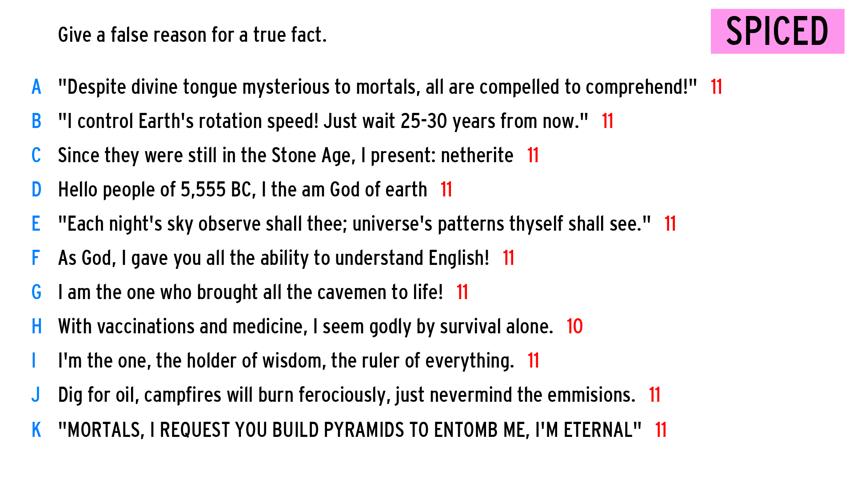 Give a false reason for a true fact.
SPICED
A "Despite divine tongue mysterious to mortals, all are compelled to comprehend!" 11
B "I control Earth's rotation speed! Just wait 25-30 years from now." 11
C Since they were still in the Stone Age, I present: netherite 11
D Hello people of 5,555 BC, I the am God of earth 11
E "Each night's sky observe shall thee; universe's patterns thyself shall see." 11
F As God, I gave you all the ability to understand English! 11
G I am the one who brought all the cavemen to life! 11
H With vaccinations and medicine, I seem godly by survival alone. 10
I I'm the one, the holder of wisdom, the ruler of everything. 11
J Dig for oil, campfires will burn ferociously, just nevermind the emmisions. 11
K "MORTALS, I REQUEST YOU BUILD PYRAMIDS TO ENTOMB ME, I'M ETERNAL" 11